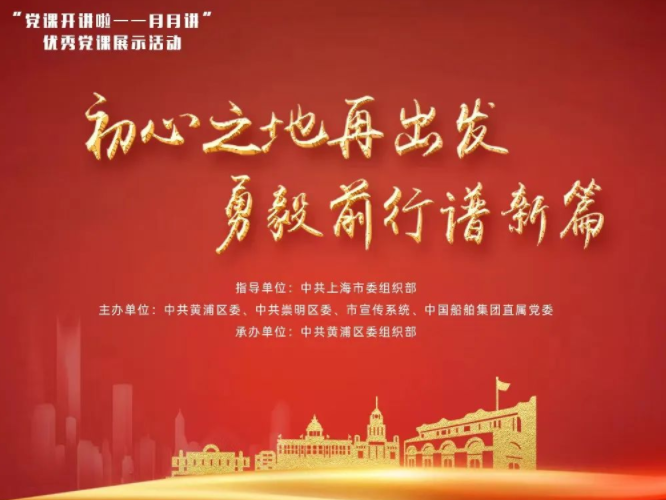 “党课开讲啦——月月讲”
优秀党课展示活动
初心之地再出发
勇毅前行谱新篇
指导单位：中共上海市委组织部
主办单位：中共黄浦区委、中共崇明区委、市宣传系统、中国船舶集团直属党委
承办单位：中共黄浦区委组织部